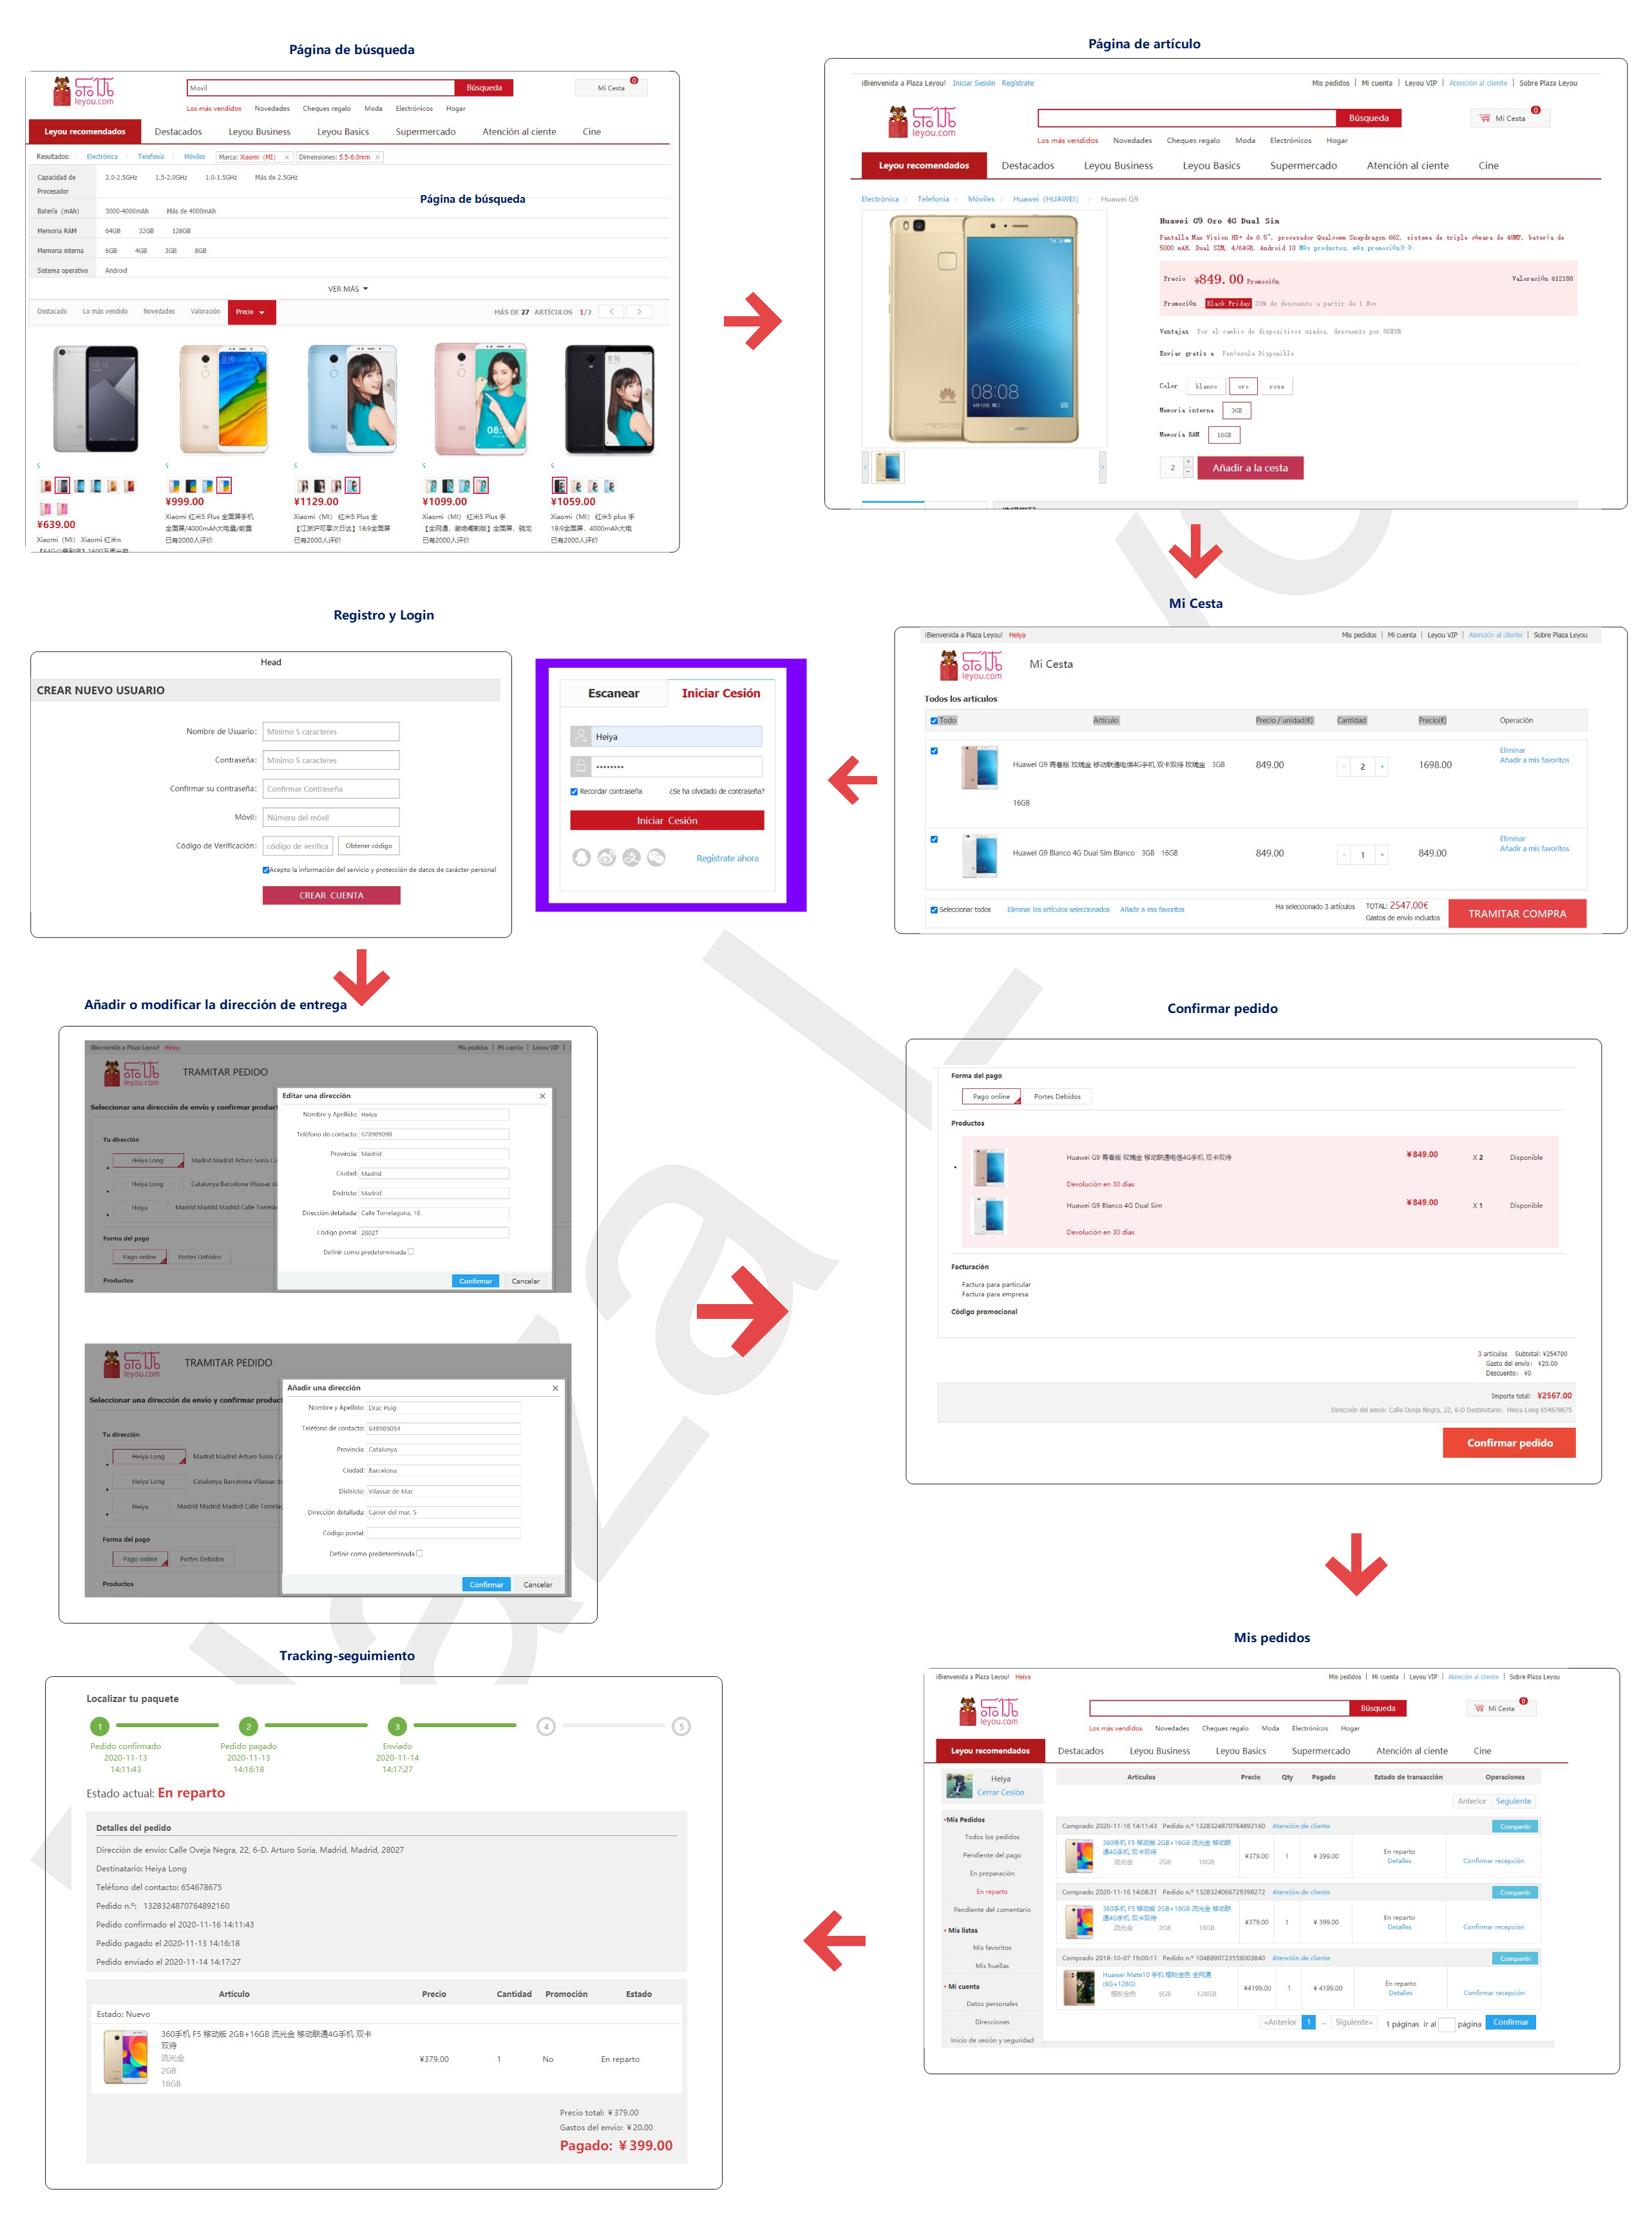 Página de búsqueda
乐优
leyou.com
Movil
Búsqueda
Mi Cesta
0
Los más vendidos Novedades Cheques regalo Moda Electrónicos Hogar
Leyou recomendados Destacados Leyou Business Leyou Basics Supermercado Atención al ciente Cine
Resultados: Electrónica Telefonía Móviles Marca: Xiaomi（MI） × Dimensiones: 5.5-6.0mm ×
Capacidad de Procesador 2.0-2.5GHz 1.5-2.0GHz 1.0-1.5GHz Más de 2.5GHz
Página de búsqueda
Batería（mAh） 3000-4000mAh Más de 4000mAh
Memoria RAM 64GB 32GB 128GB
Memoria interna 6GB 4GB 3GB 8GB
Sistema operativo Android
VER MÁS
Destacado Lo más vendido Novedades Valoración Precio MÁS DE 27 ARTÍCULOS 1/2
¥639.00
Xiaomi（MI） Xiaomi 红米n
¥999.00
Xiaomi 红米5 Plus 全面屏手机
全面屏/4000mAh大电量/前置
已有2000人评价
¥1129.00
Xiaomi（MI） 红米5 Plus 全
【江浙沪可享次日达】18:9全面屏
已有2000人评价
¥1099.00
Xiaomi（MI） 红米5 Plus 手
已有2000人评价
¥1059.00
Xiaomi（MI） 红米5 plus 手
18:9全面屏，4000mAh大电
已有2000人评价
Página de artículo
¡Bienvenida a Plaza Leyou! Iniciar Sesión Regístrate
Mis pedidos | Mi cuenta | Leyou VIP | Atención al cliente | Sobre Plaza Leyou
乐优
leyou.com
Búsqueda
Mi Cesta
0
Los más vendidos Novedades Cheques regalo Moda Electrónicos Hogar
Leyou recomendados Destacados Leyou Business Leyou Basics Supermercado Atención al ciente Cine
Electrónica Telefonía Móviles Huawei（HUAWEI） Huawei G9
08:08
Huawei G9 Oro 4G Dual Sim
Pantalla Max Vision HD+ de 6.5", procesador Qualcomm Snapdragon 662, sistema de triple cámara de 48MP, batería de
5000 mAH, Dual SIM, 4/64GB, Android 10 Más productos, más promoción》》
Precio ¥849.00 Promoción
Valoración 612188
Promoción Black Friday 20% de descuento a partir de 1 Nov
Ventajas Por el cambio de dispositivos usados, descuento por 50EUR
Enviar gratis a Península Disponible
Color blanco oro rosa
Memoria interna 3GB
Memoria RAM 16GB
2 + - Añadir a la cesta
Registro y Login
Head
CREAR NUEVO USUARIO
Nombre de Usuario: Mínimo 5 caracteres
Contraseña: Mínimo 5 caracteres
Confirmar su contraseña: Confirmar Contraseña
Móvil: Número del móvil
Código de Verificación: código de verifica Obtener código
Acepto la información del servicio y protección de datos de carácter personal
CREAR CUENTA
Escanear Iniciar Cesión
Heiya
••••••••
Recordar contraseña ¿Se ha olvidado de contraseña?
Iniciar Cesión
Regístrate ahora
Mi Cesta
¡Bienvenida a Plaza Leyou! Heiya
Mis pedidos | Mi cuenta | Leyou VIP | Atención al cliente | Sobre Plaza Leyou
乐优
leyou.com
Mi Cesta
Todos los artículos
Todo Artículo Precio / unidad(€) Cantidad Precio(€) Operación
Huawei G9 青春版 玫瑰金 移动联通电信4G手机 双卡双待 玫瑰金 3GB
16GB
849.00 - 2 + 1698.00
Eliminar
Añadir a mis favoritos
Huawei G9 Blanco 4G Dual Sim Blanco 3GB 16GB
849.00 - 1 + 849.00
Eliminar
Añadir a mis favoritos
Seleccionar todos Eliminar los artículos seleccionados Añadir a mis favoritos
Ha seleccionado 3 artículos TOTAL: 2547.00€
Gastos de envío incluidos
TRAMITAR COMPRA
Añadir o modificar la dirección de entrega
¡Bienvenida a Plaza Leyou! Heiya
Mis pedidos | Mi cuenta | Leyou VIP |
乐优
leyou.com
TRAMITAR PEDIDO
Seleccionar una dirección de envío y confirmar product
Tu dirección
Heiya Long Madrid Madrid Arturo Soria Ca
Heiya Long Catalunya Barcelona Vilassar d
Heiya Madrid Madrid Madrid Calle Torrela
Forma del pago
Pago online Portes Debidos
Productos
Editar una dirección ×
Nombre y Apellido: Heiya
Teléfono de contacto: 678989098
Provincia: Madrid
Ciudad: Madrid
Districto: Madrid
Dirección detallada: Calle Torrelaguna, 18
Código portal: 28027
Definir como predeterminada
Confirmar Cancelar
乐优
leyou.com
TRAMITAR PEDIDO
Seleccionar una dirección de envío y confirmar produc
Tu dirección
Heiya Long Madrid Madrid Arturo Soria Ca
Heiya Long Catalunya Barcelona Vilassar d
Heiya Madrid Madrid Madrid Calle Torrelag
Forma del pago
Pago online Portes Debidos
Productos
Añadir una dirección ×
Nombre y Apellido: Drac Puig
Teléfono de contacto: 648989094
Provincia: Catalunya
Ciudad: Barcelona
Districto: Vilassar de Mar
Dirección detallada: Carrer del mar, 5
Código postal:
Definir como predeterminada
Confirmar Cancelar
Confirmar pedido
Forma del pago
Pago online Portes Debidos
Productos
Huawei G9 青春版 玫瑰金 移动联通电信4G手机 双卡双待 ¥849.00 X 2 Disponible
Devolución en 30 días
Huawei G9 Blanco 4G Dual Sim ¥849.00 X 1 Disponible
Devolución en 30 días
Facturación
Factura para partícular
Factura para empresa
Código promocional
3 artículos Subtotal: ¥254700
Gasto del envío: ¥20.00
Descuento: ¥0
Importe total: ¥2567.00
Dirección del envío: Calle Oveja Negra, 22, 6-D Destinatario: Heiya Long 654678675
Confirmar pedido
Tracking-seguimiento
Localizar tu paquete
1 2 3 4 5
Pedido confirmado
2020-11-13
14:11:43
Pedido pagado
2020-11-13
14:16:18
Enviado
2020-11-14
14:17:27
Estado actual: En reparto
Detalles del pedido
Dirección de envío: Calle Oveja Negra, 22, 6-D. Arturo Soria, Madrid, Madrid, 28027
Destinatario: Heiya Long
Teléfono del contacto: 654678675
Pedido n.º: 1328324870764892160
Pedido confirmado el 2020-11-16 14:11:43
Pedido pagado el 2020-11-13 14:16:18
Pedido enviado el 2020-11-14 14:17:27
Artículo Precio Cantidad Promoción Estado
Estado: Nuevo
360手机 F5 移动版 2GB+16GB 流光金 移动联通4G手机 双卡
双待
流光金
2GB
16GB
¥379.00 1 No En reparto
Precio total: ¥ 379.00
Gastos del envío: ¥ 20.00
Pagado: ¥ 399.00
Mis pedidos
¡Bienvenida a Plaza Leyou! Heiya
Mis pedidos | Mi cuenta | Leyou VIP | Atención al cliente | Sobre Plaza Leyou
乐优
leyou.com
Búsqueda
Mi Cesta
0
Los más vendidos Novedades Cheques regalo Moda Electrónicos Hogar
Leyou recomendados Destacados Leyou Business Leyou Basics Supermercado Atención al ciente Cine
Heiya
Cerrar Cesión
•Mis Pedidos
Todos los pedidos
Pendiente del pago
En preparación
En reparto
Pendiente del comentario
• Mis listas
Mis favoritos
Mis huellas
• Mi cuenta
Datos personales
Direcciones
Inicio de sesión y seguridad
Artículos Precio Qty Pagado Estado de transacción Operaciones
Anterior Seguiente
Comprado 2020-11-16 14:11:43 Pedido n.º 1328324870764892160 Atención de cliente Compartir
360手机 F5 移动版 2GB+16GB 流光金 移动联
通4G手机 双卡双待
流光金 2GB 16GB
¥379.00 1 ¥ 399.00 En reparto
Detalles
Confirmar recepción
Comprado 2020-11-16 14:08:31 Pedido n.º 1328324066729398272 Atención de cliente Compartir
360手机 F5 移动版 2GB+16GB 流光金 移动联
通4G手机 双卡双待
流光金 2GB 16GB
¥379.00 1 ¥ 399.00 En reparto
Detalles
Confirmar recepción
Comprado 2018-10-07 19:00:11 Pedido n.º 1048890723556003840 Atención de cliente Compartir
Huawei Mate10 手机 樱粉金色 全网通
(6G+128G)
樱粉金色 6GB 128GB
¥4199.00 1 ¥ 4199.00 En reparto
Detalles
Confirmar recepción
«Anterior 1 ... Siguiente» 1 páginas ir al página Confirmar